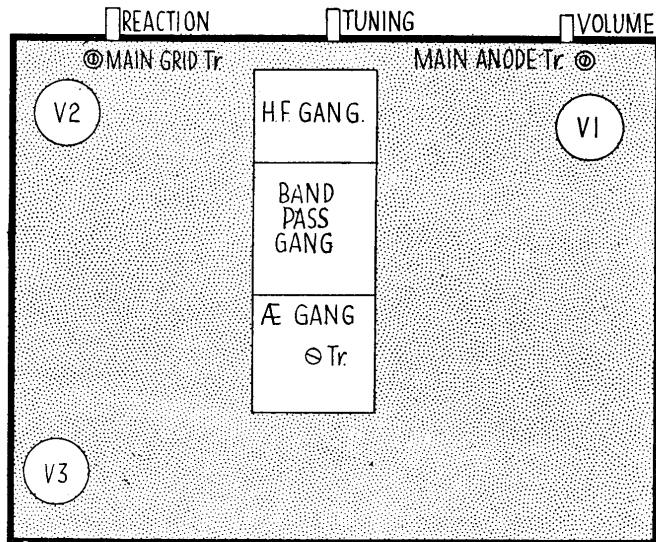 REACTION TUNING VOLUME
MAIN GRID Tr. MAIN ANODE Tr.
V2 H.F. GANG. V1
BAND
PASS
GANG
Æ GANG
Tr.
V3